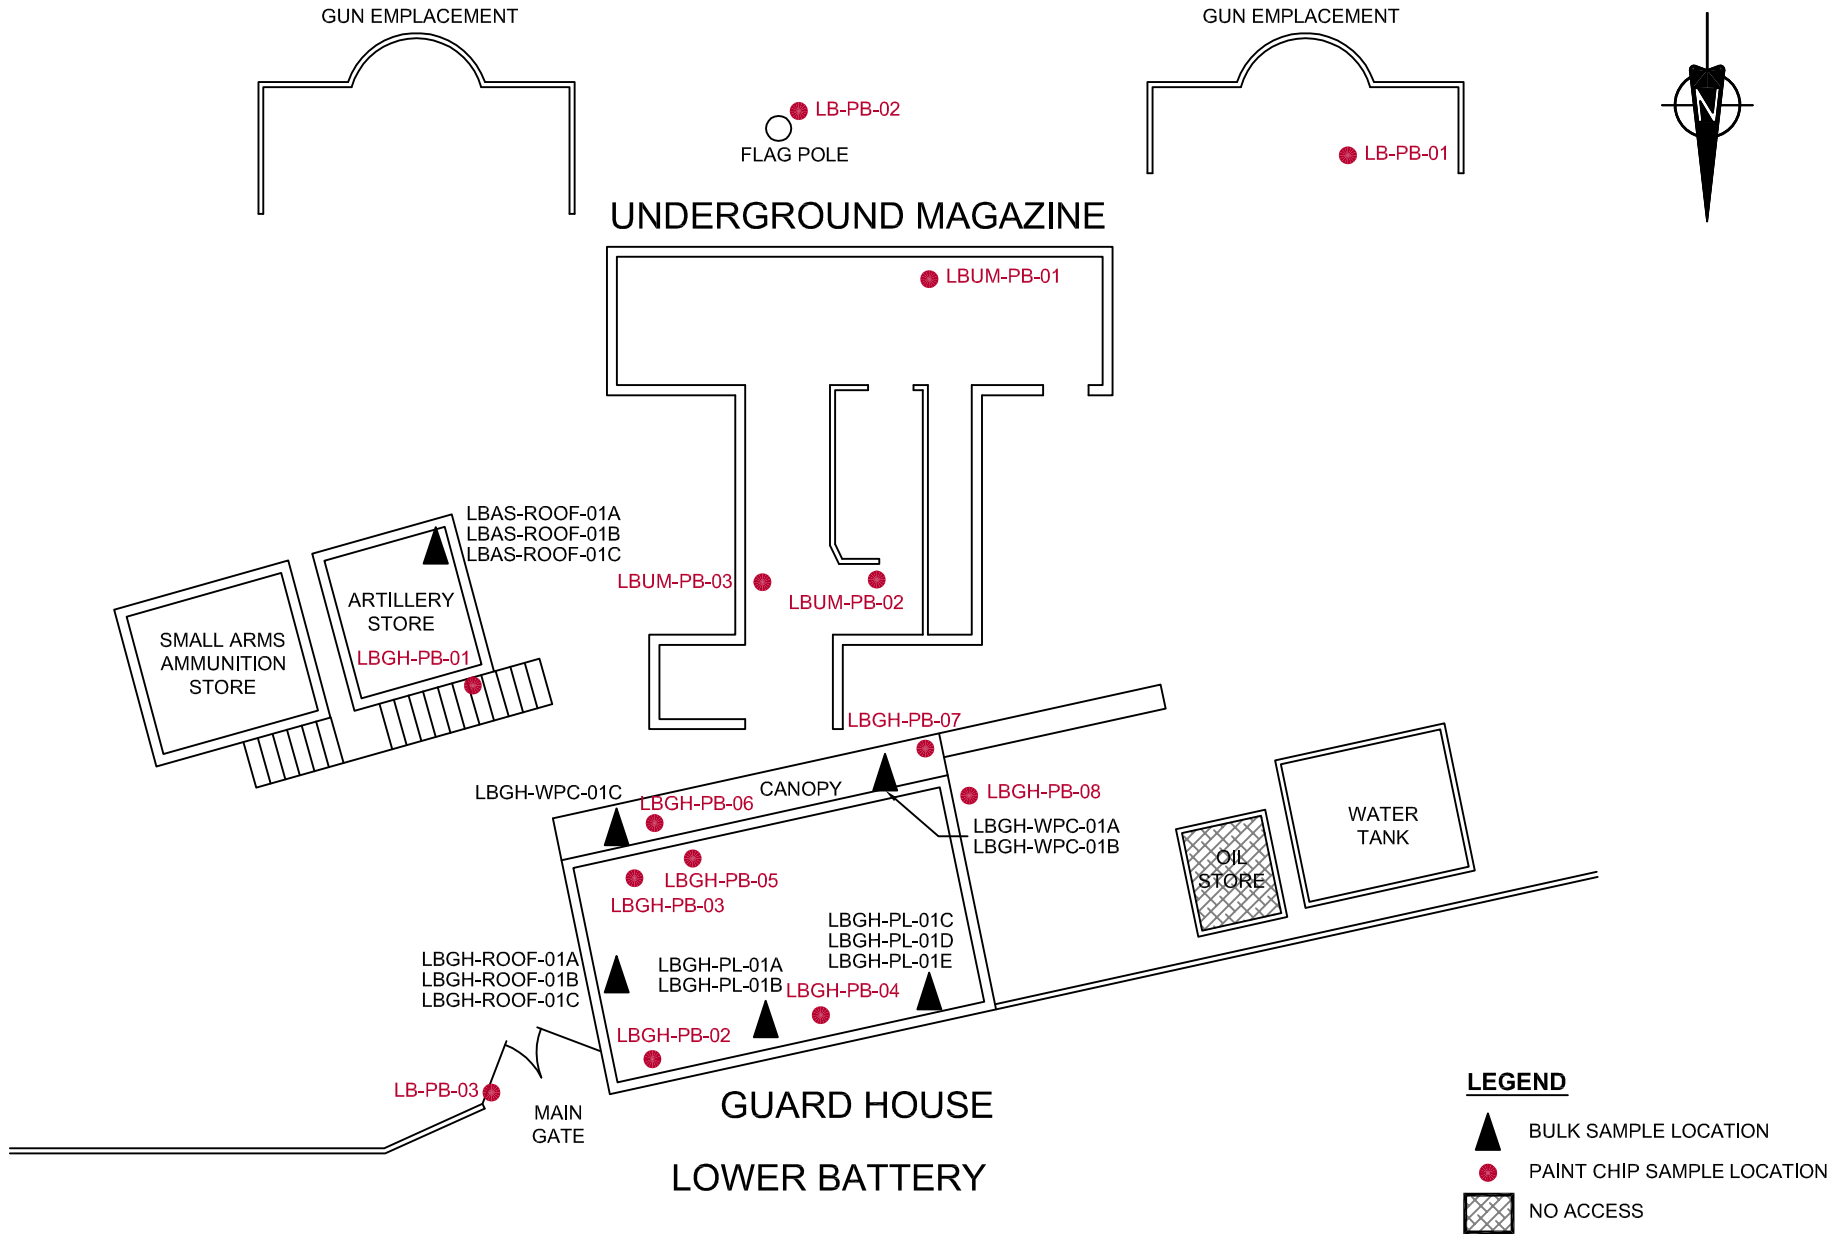 GUN EMPLACEMENT
GUN EMPLACEMENT
N
LB-PB-02
FLAG POLE
LB-PB-01
UNDERGROUND MAGAZINE
LBUM-PB-01
LBAS-ROOF-01A
LBAS-ROOF-01B
LBAS-ROOF-01C
ARTILLERY
STORE
SMALL ARMS
AMMUNITION
STORE
LBGH-PB-01
LBUM-PB-03
LBUM-PB-02
LBGH-PB-07
CANOPY
LBGH-WPC-01C
LBGH-PB-06
LBGH-PB-08
LBGH-WPC-01A
LBGH-WPC-01B
WATER
TANK
OIL
STORE
LBGH-PB-05
LBGH-PB-03
LBGH-PL-01C
LBGH-PL-01D
LBGH-PL-01E
LBGH-ROOF-01A
LBGH-ROOF-01B
LBGH-ROOF-01C
LBGH-PL-01A
LBGH-PL-01B
LBGH-PB-04
LBGH-PB-02
LB-PB-03
MAIN
GATE
GUARD HOUSE
LOWER BATTERY
LEGEND
BULK SAMPLE LOCATION
PAINT CHIP SAMPLE LOCATION
NO ACCESS